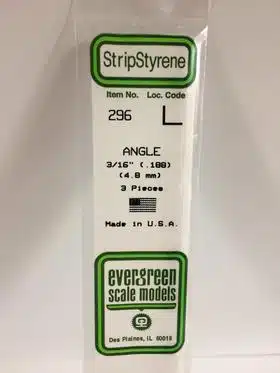 StripStyrene
Item No. Loc. Code
296 L
ANGLE
3/16" (.188)
(4.8 mm)
3 Pieces
Made in U.S.A.
evergreen
scale models
Des Plaines, IL 60018